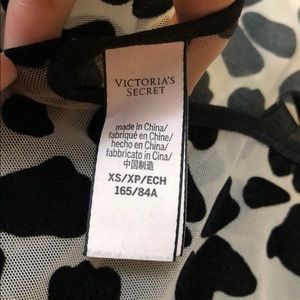 VICTORIA'S
SECRET
made in China/
fabriqué en Chine/
hecho en China/
fabbricato in Cina/
中国制造
XS/XP/ECH
165/84A